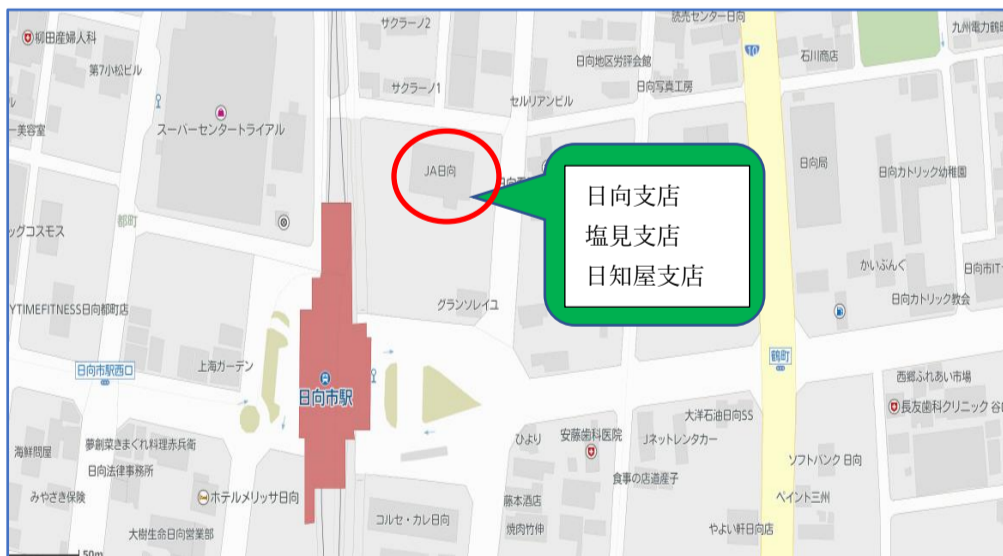 サクラーノ2
読売センター日向
九州電力鶴町
柳田産婦人科
10
石川商店
第7小松ビル
日向地区労評会館
サクラーノ1
日向写真工房
セルリアンビル
ー美容室
スーパーセンタートライアル
JA日向
日向局
日向カトリック幼稚園
日向支店
塩見支店
日知屋支店
都町
ッグコスモス
かいぶんぐ
日向市IT
日向カトリック教会
グランソレイユ
YTIMEFITNESS日向都町店
鶴町
日向市駅西口
上海ガーデン
西郷ふれあい市場
日向市駅
長友歯科クリニック
大洋石油日向SS
ひより
安藤歯科医院
Jネットレンタカー
夢創菜きまぐれ料理赤兵衛
海鮮問屋
日向法律事務所
ソフトバンク 日向
食事の店道産子
みやざき保険
ホテルメリッサ日向
藤本酒店
ペイント三州
コルセ・カレ日向
焼肉竹伸
やよい軒日向店
大樹生命日向営業部
50m